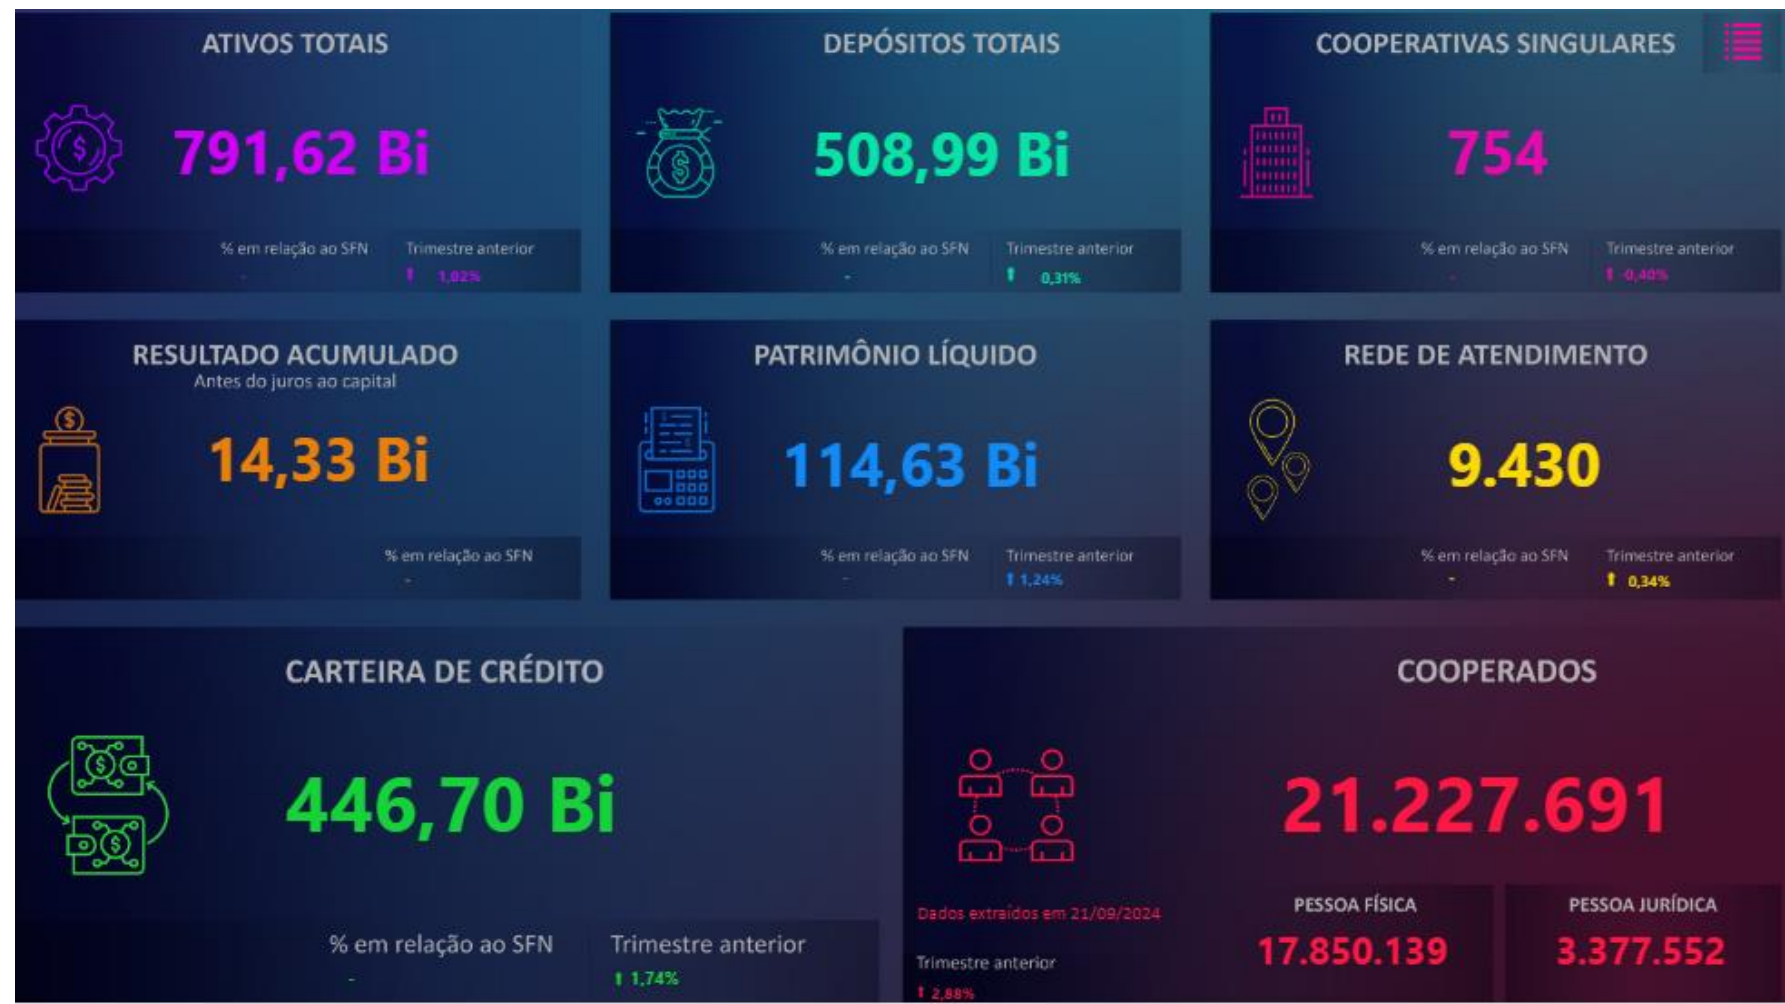 ATIVOS TOTAIS
791,62 Bi
% em relação ao SFN
-
Trimestre anterior
⬆ 1,02%
DEPÓSITOS TOTAIS
508,99 Bi
% em relação ao SFN
-
Trimestre anterior
⬆ 0,31%
COOPERATIVAS SINGULARES
754
% em relação ao SFN
-
Trimestre anterior
⬆ -0,40%
RESULTADO ACUMULADO
Antes do juros ao capital
14,33 Bi
% em relação ao SFN
-
PATRIMÔNIO LÍQUIDO
114,63 Bi
% em relação ao SFN
-
Trimestre anterior
⬆ 1,24%
REDE DE ATENDIMENTO
9.430
% em relação ao SFN
-
Trimestre anterior
⬆ 0,34%
CARTEIRA DE CRÉDITO
446,70 Bi
% em relação ao SFN
-
Trimestre anterior
⬆ 1,74%
COOPERADOS
21.227.691
Dados extraídos em 21/09/2024
Trimestre anterior
⬆ 2,88%
PESSOA FÍSICA
17.850.139
PESSOA JURÍDICA
3.377.552